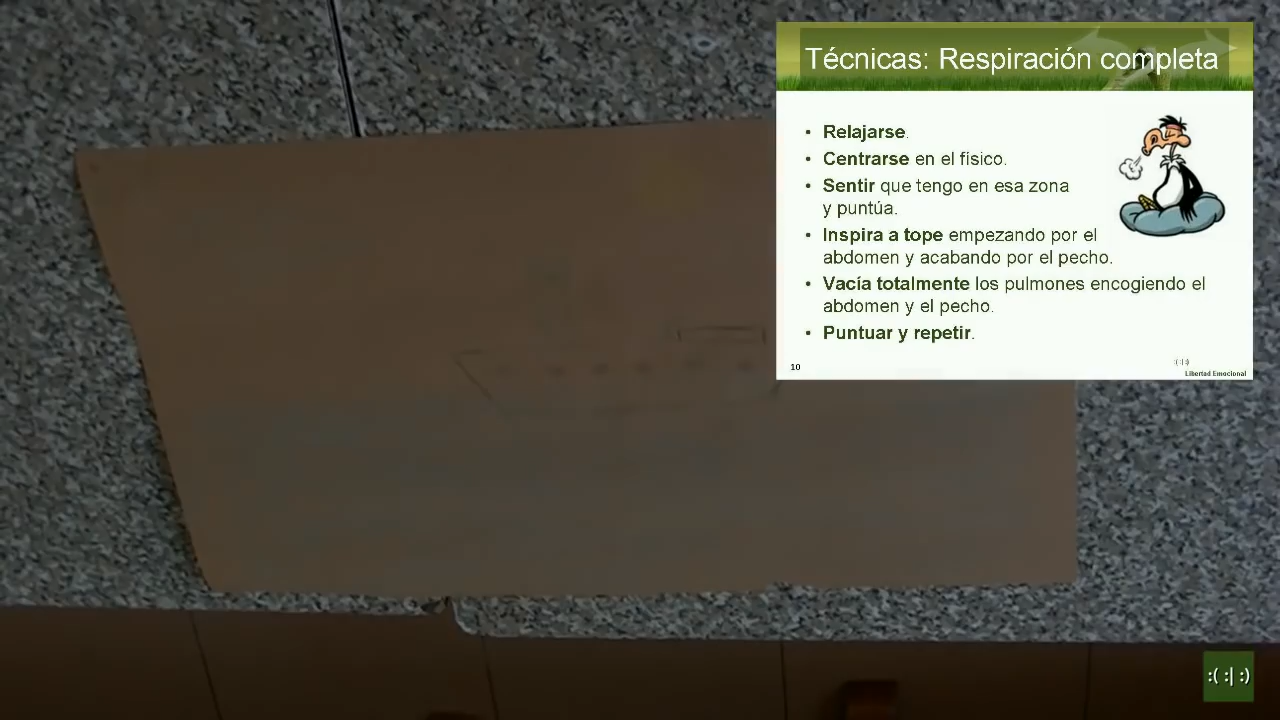 Técnicas: Respiración completa
• Relajarse.
• Centrarse en el físico.
• Sentir que tengo en esa zona
y puntúa.
• Inspira a tope empezando por el
abdomen y acabando por el pecho.
• Vacía totalmente los pulmones encogiendo el
abdomen y el pecho.
• Puntuar y repetir.
10
:(:|:)
Libertad Emocional
:( :| :)